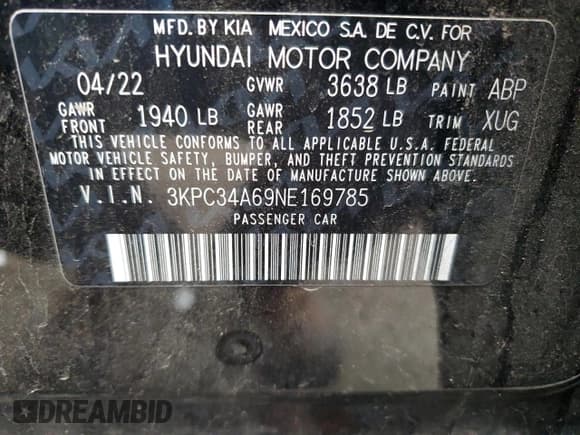 MFD. BY KIA MEXICO S.A. DE C.V. FOR
HYUNDAI MOTOR COMPANY
04/22 GVWR 3638 LB PAINT ABP
GAWR FRONT 1940 LB GAWR REAR 1852 LB TRIM XUG
THIS VEHICLE CONFORMS TO ALL APPLICABLE U.S.A. FEDERAL
MOTOR VEHICLE SAFETY, BUMPER, AND THEFT PREVENTION STANDARDS
IN EFFECT ON THE DATE OF MANUFACTURE SHOWN ABOVE.
V.I.N. 3KPC34A69NE169785
PASSENGER CAR
DREAMBID